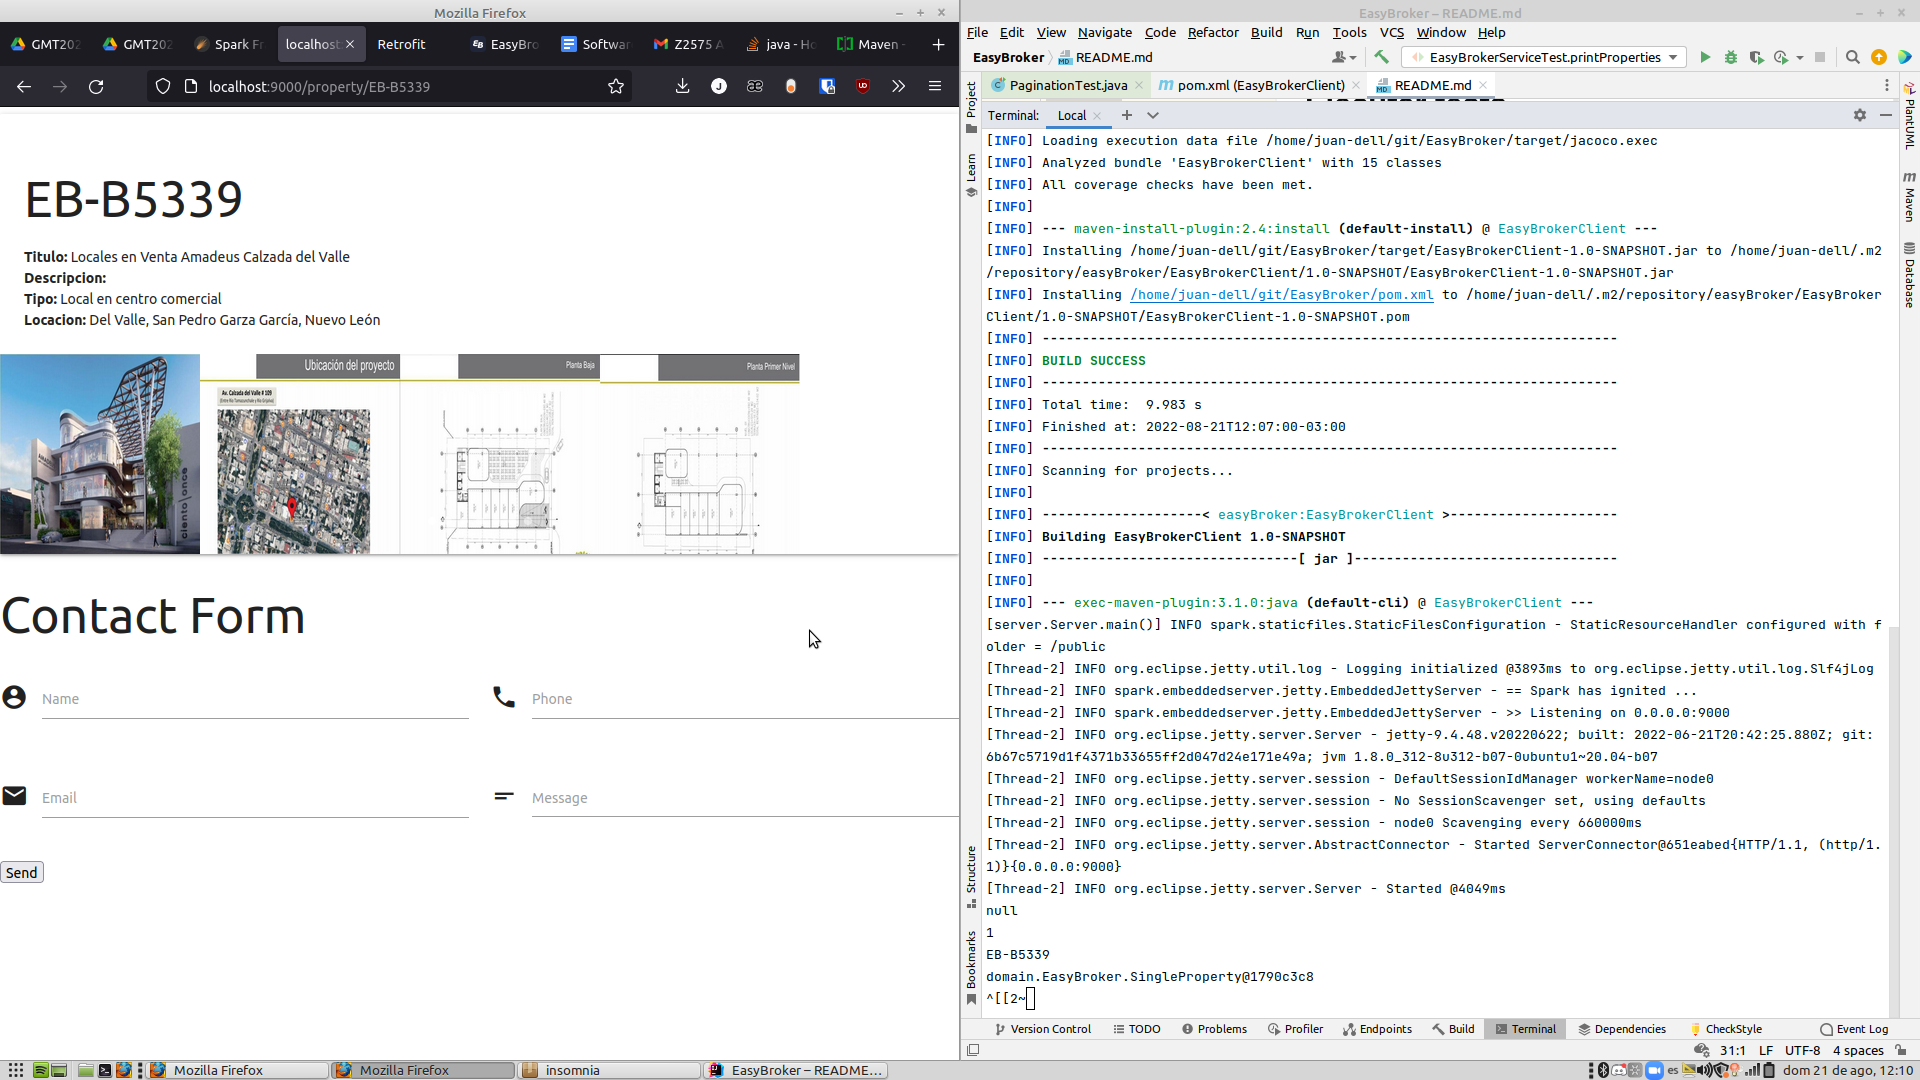 Mozilla Firefox
GMT202
GMT202
Spark Fr
localhost
Retrofit
EasyBro
Softwar
Z2575 A
java - Ho
Maven -
localhost:9000/property/EB-B5339
EB-B5339
Titulo: Locales en Venta Amadeus Calzada del Valle
Descripcion:
Tipo: Local en centro comercial
Locacion: Del Valle, San Pedro Garza García, Nuevo León
Ubicación del proyecto
Planta Baja
Planta Primer Nivel
Av. Calzada del Valle # 109
ciento|once
Contact Form
Name
Phone
Email
Message
Send
EasyBroker – README.md
File Edit View Navigate Code Refactor Build Run Tools VCS Window Help
EasyBroker README.md
EasyBrokerServiceTest.printProperties
PaginationTest.java
pom.xml (EasyBrokerClient)
README.md
Terminal: Local
[INFO] Loading execution data file /home/juan-dell/git/EasyBroker/target/jacoco.exec
[INFO] Analyzed bundle 'EasyBrokerClient' with 15 classes
[INFO] All coverage checks have been met.
[INFO]
[INFO] --- maven-install-plugin:2.4:install (default-install) @ EasyBrokerClient ---
[INFO] Installing /home/juan-dell/git/EasyBroker/target/EasyBrokerClient-1.0-SNAPSHOT.jar to /home/juan-dell/.m2
/repository/easyBroker/EasyBrokerClient/1.0-SNAPSHOT/EasyBrokerClient-1.0-SNAPSHOT.jar
[INFO] Installing /home/juan-dell/git/EasyBroker/pom.xml to /home/juan-dell/.m2/repository/easyBroker/EasyBroker
Client/1.0-SNAPSHOT/EasyBrokerClient-1.0-SNAPSHOT.pom
[INFO] ------------------------------------------------------------------------
[INFO] BUILD SUCCESS
[INFO] ------------------------------------------------------------------------
[INFO] Total time:  9.983 s
[INFO] Finished at: 2022-08-21T12:07:00-03:00
[INFO] ------------------------------------------------------------------------
[INFO] Scanning for projects...
[INFO]
[INFO] --------------------< easyBroker:EasyBrokerClient >---------------------
[INFO] Building EasyBrokerClient 1.0-SNAPSHOT
[INFO] --------------------------------[ jar ]---------------------------------
[INFO]
[INFO] --- exec-maven-plugin:3.1.0:java (default-cli) @ EasyBrokerClient ---
[server.Server.main()] INFO spark.staticfiles.StaticFilesConfiguration - StaticResourceHandler configured with f
older = /public
[Thread-2] INFO org.eclipse.jetty.util.log - Logging initialized @3893ms to org.eclipse.jetty.util.log.Slf4jLog
[Thread-2] INFO spark.embeddedserver.jetty.EmbeddedJettyServer - == Spark has ignited ...
[Thread-2] INFO spark.embeddedserver.jetty.EmbeddedJettyServer - >> Listening on 0.0.0.0:9000
[Thread-2] INFO org.eclipse.jetty.server.Server - jetty-9.4.48.v20220622; built: 2022-06-21T20:42:25.880Z; git:
6b67c5719d1f4371b33655ff2d047d24e171e49a; jvm 1.8.0_312-8u312-b07-0ubuntu1~20.04-b07
[Thread-2] INFO org.eclipse.jetty.server.session - DefaultSessionIdManager workerName=node0
[Thread-2] INFO org.eclipse.jetty.server.session - No SessionScavenger set, using defaults
[Thread-2] INFO org.eclipse.jetty.server.session - node0 Scavenging every 660000ms
[Thread-2] INFO org.eclipse.jetty.server.AbstractConnector - Started ServerConnector@651eabed{HTTP/1.1, (http/1.
1)}{0.0.0.0:9000}
[Thread-2] INFO org.eclipse.jetty.server.Server - Started @4049ms
null
1
EB-B5339
domain.EasyBroker.SingleProperty@1790c3c8
^[[2~
Project
Learn
Structure
Bookmarks
PlantUML
Maven
Database
Version Control TODO Problems Profiler Endpoints Build Terminal Dependencies CheckStyle Event Log
31:1 LF UTF-8 4 spaces
Mozilla Firefox
Mozilla Firefox
insomnia
EasyBroker – README....
es
dom 21 de ago, 12:10